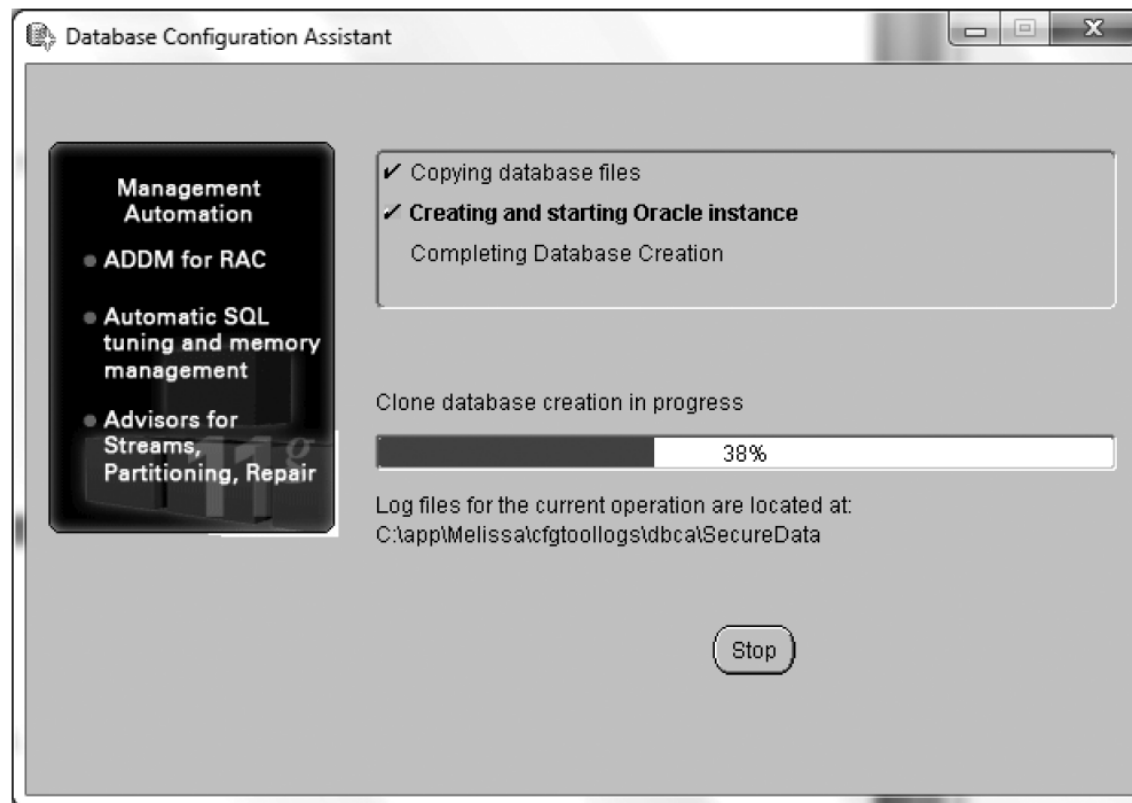 Database Configuration Assistant
Management
Automation
ADDM for RAC
Automatic SQL
tuning and memory
management
Advisors for
Streams,
Partitioning, Repair
11g
✔ Copying database files
✔ Creating and starting Oracle instance
Completing Database Creation
Clone database creation in progress
38%
Log files for the current operation are located at:
C:\app\Melissa\cfgtoollogs\dbca\SecureData
Stop